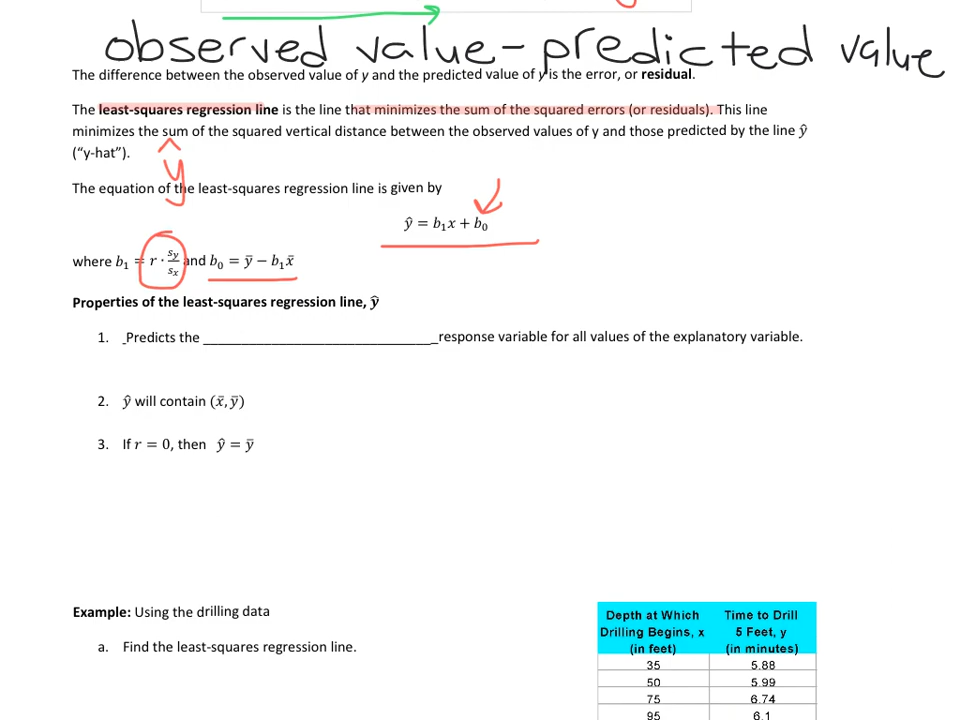 observed value - predicted value
The difference between the observed value of y and the predicted value of y is the error, or residual.
The least-squares regression line is the line that minimizes the sum of the squared errors (or residuals). This line
minimizes the sum of the squared vertical distance between the observed values of y and those predicted by the line ŷ
("y-hat").
ŷ
The equation of the least-squares regression line is given by
ŷ = b₁x + b₀
where b₁ = r · s_y/s_x and b₀ = ȳ − b₁x̄
Properties of the least-squares regression line, ŷ
1. _Predicts the ______________________________response variable for all values of the explanatory variable.
2. ŷ will contain (x̄, ȳ)
3. If r = 0, then ŷ = ȳ
Example: Using the drilling data
a. Find the least-squares regression line.
Depth at Which Time to Drill
Drilling Begins, x 5 Feet, y
(in feet) (in minutes)
35 5.88
50 5.99
75 6.74
95 6.1